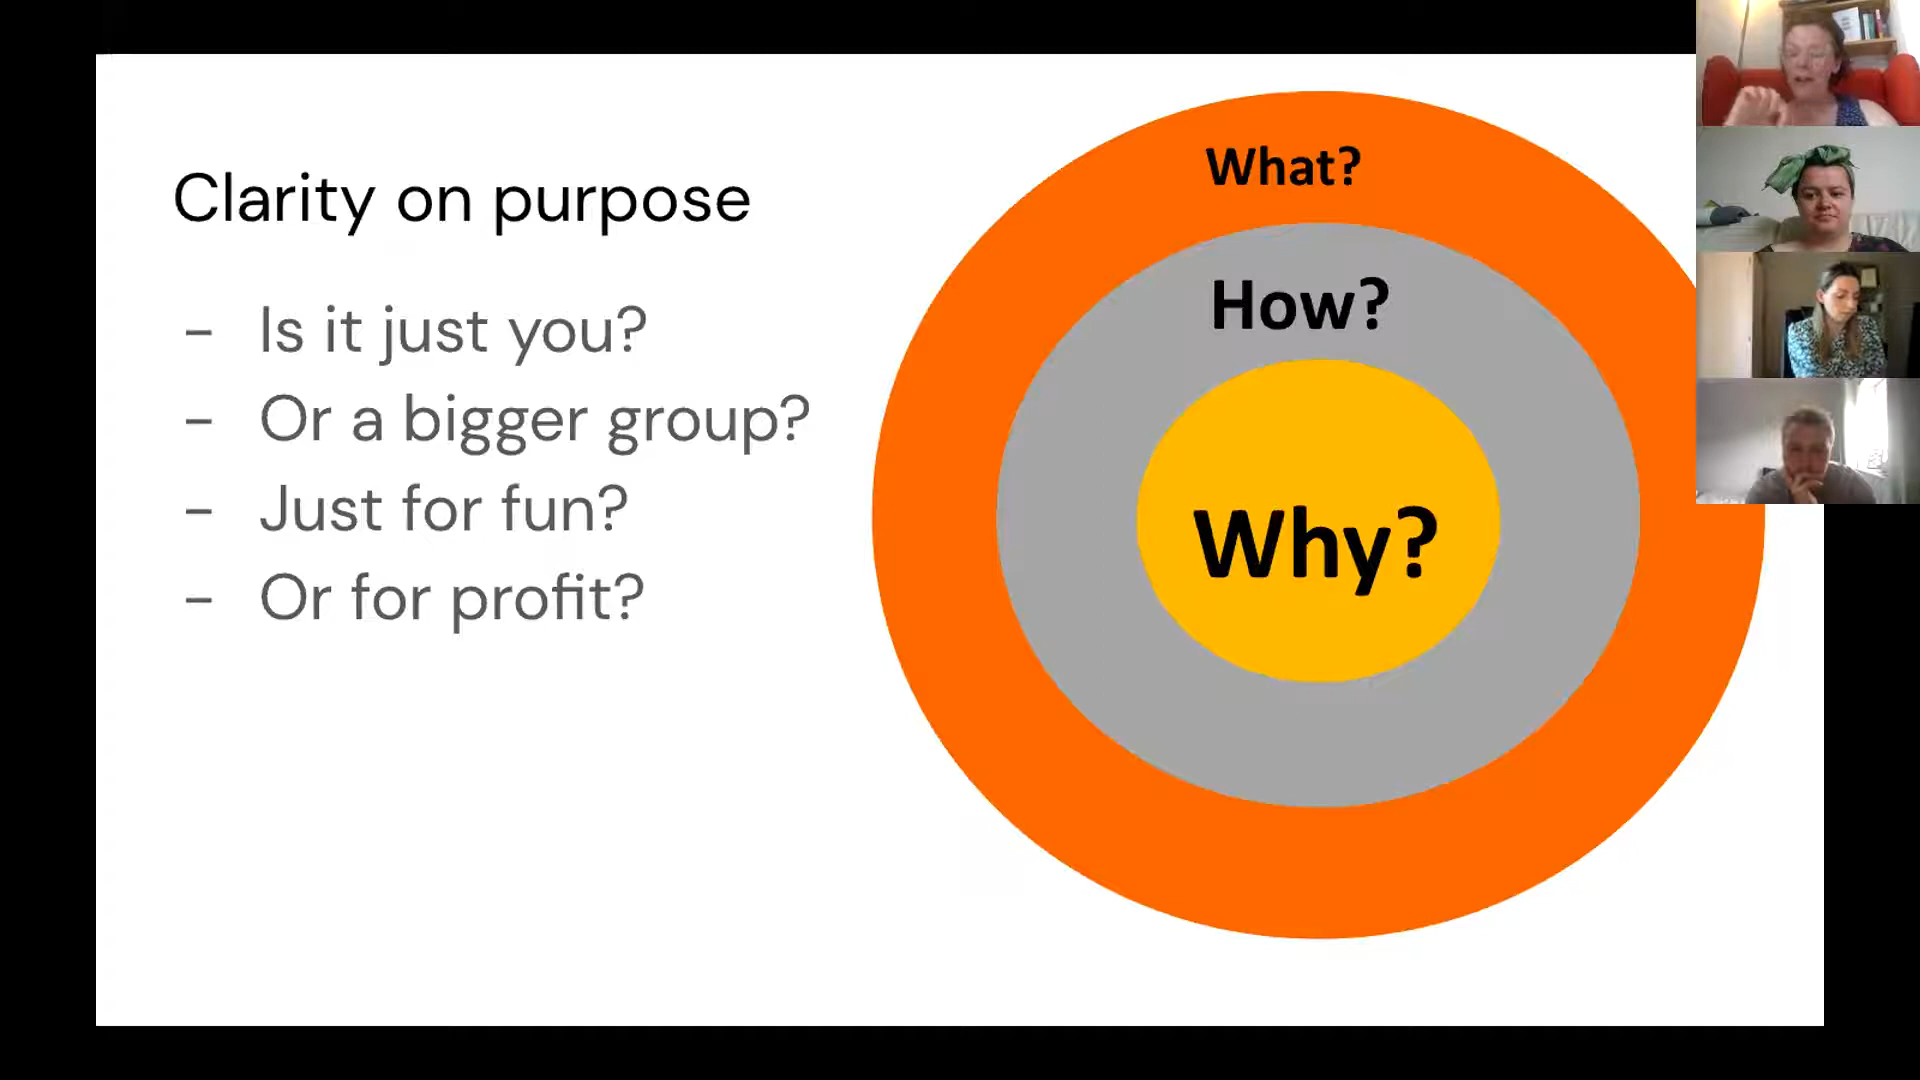 Clarity on purpose
- Is it just you?
- Or a bigger group?
- Just for fun?
- Or for profit?
What?
How?
Why?